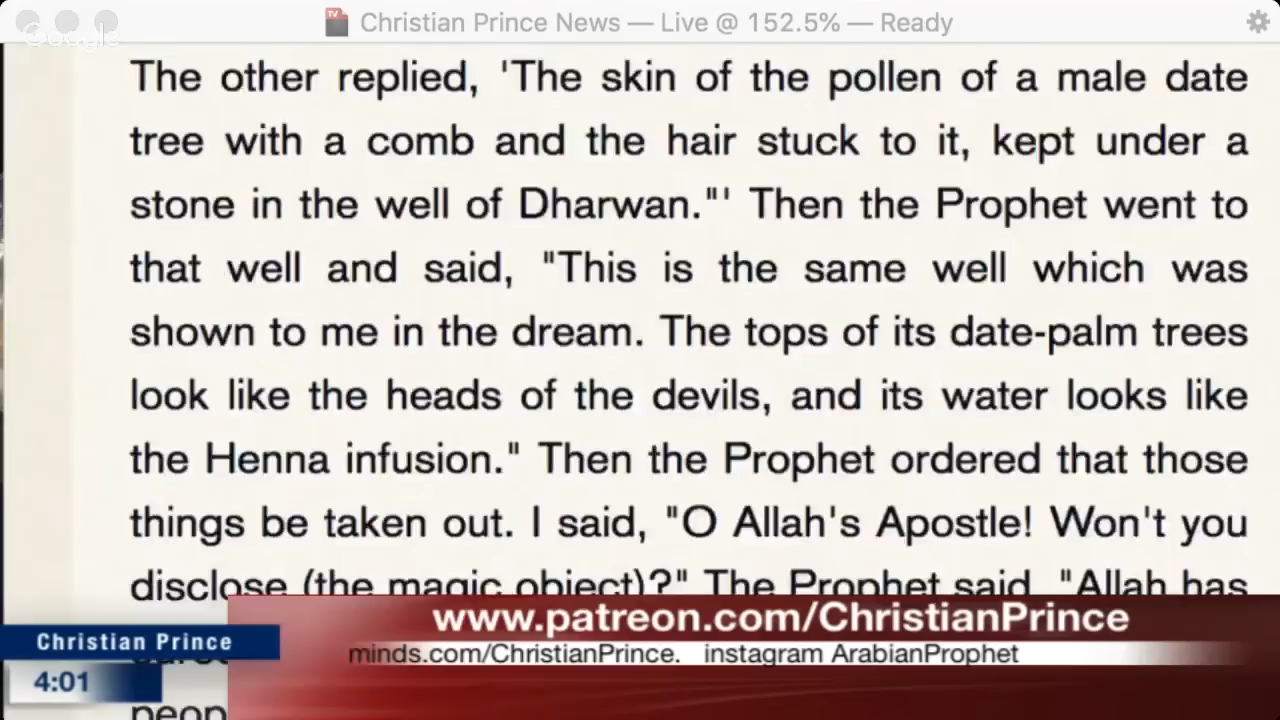 Christian Prince News — Live @ 152.5% — Ready
Google
The other replied, 'The skin of the pollen of a male date
tree with a comb and the hair stuck to it, kept under a
stone in the well of Dharwan."' Then the Prophet went to
that well and said, "This is the same well which was
shown to me in the dream. The tops of its date-palm trees
look like the heads of the devils, and its water looks like
the Henna infusion." Then the Prophet ordered that those
things be taken out. I said, "O Allah's Apostle! Won't you
disclose (the magic object)?" The Prophet said, "Allah has
www.patreon.com/ChristianPrince
Christian Prince
minds.com/ChristianPrince. instagram ArabianProphet
4:01